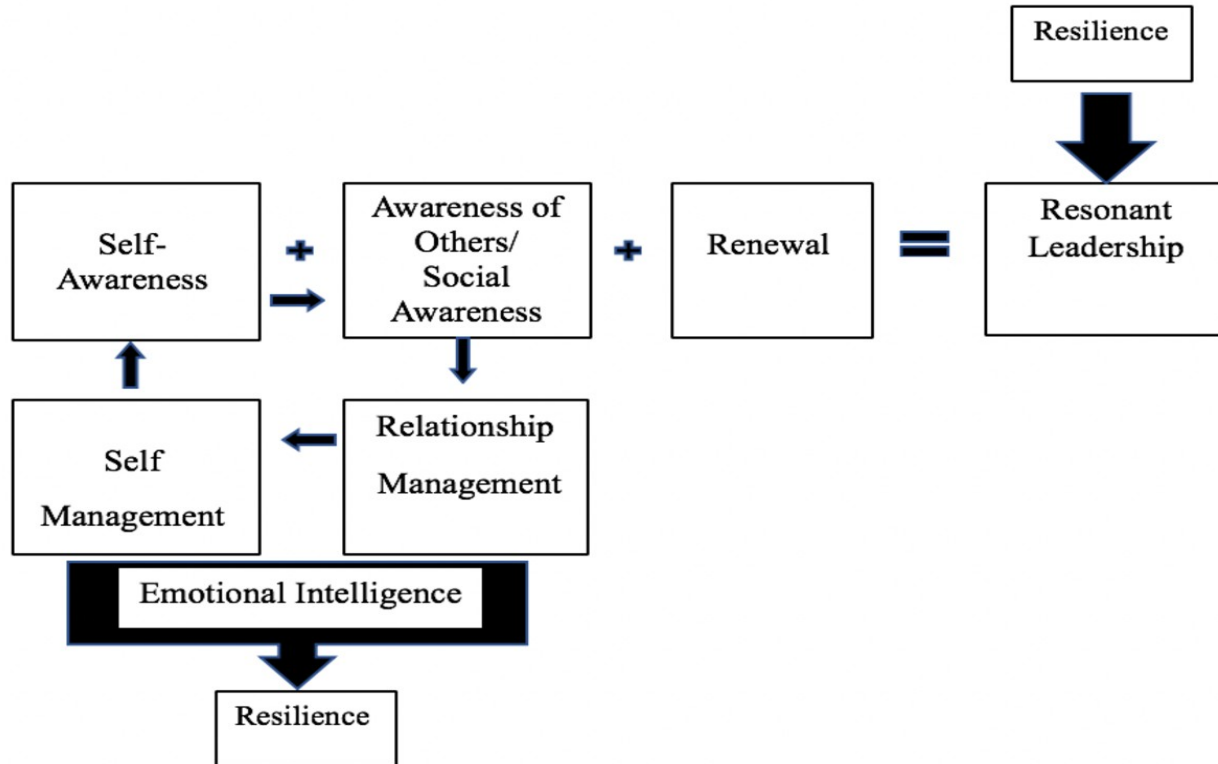 Resilience
Self-
Awareness
+
Awareness of
Others/
Social
Awareness
+
Renewal
=
Resonant
Leadership
Self
Management
Relationship
Management
Emotional Intelligence
Resilience